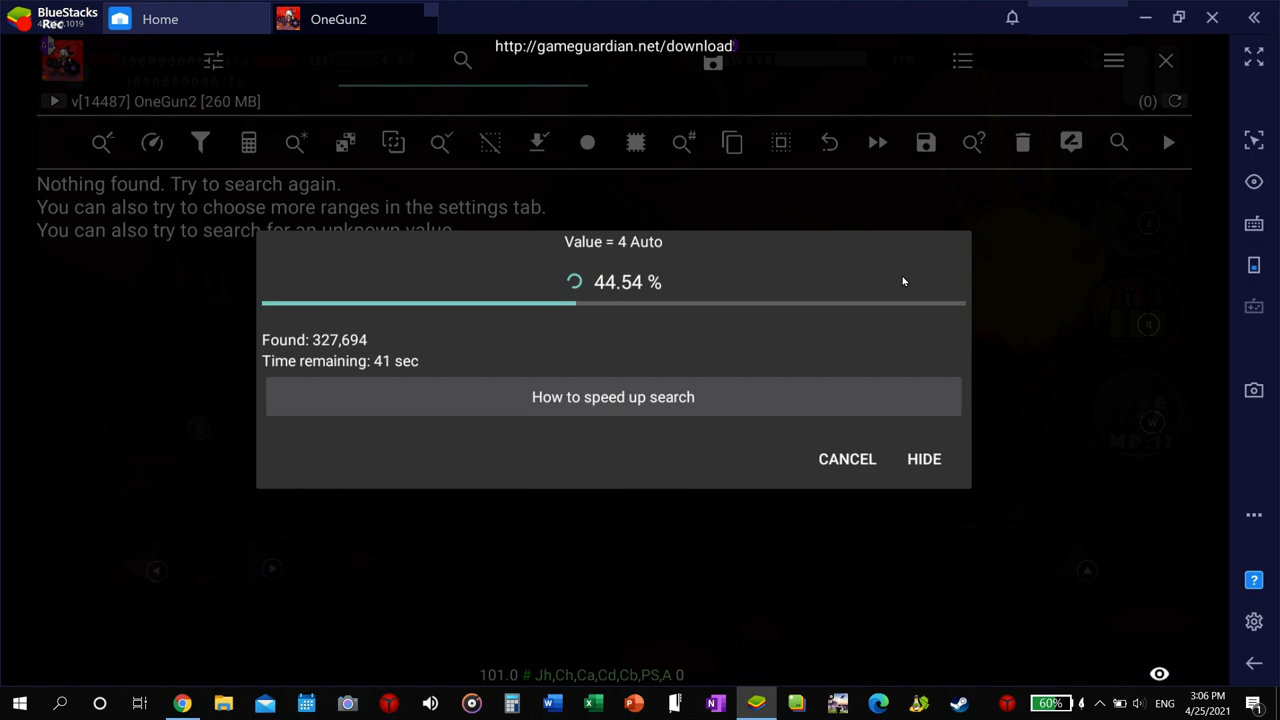 BlueStacks
Rec
Home
OneGun2
http://gameguardian.net/download
v[14487] OneGun2 [260 MB]
(0)
Nothing found. Try to search again.
You can also try to choose more ranges in the settings tab.
You can also try to search for an unknown value.
Value = 4 Auto
44.54 %
Found: 327,694
Time remaining: 41 sec
How to speed up search
CANCEL
HIDE
101.0 # Jh,Ch,Ca,Cd,Cb,PS,A 0
60%
ENG
3:06 PM
4/25/2021